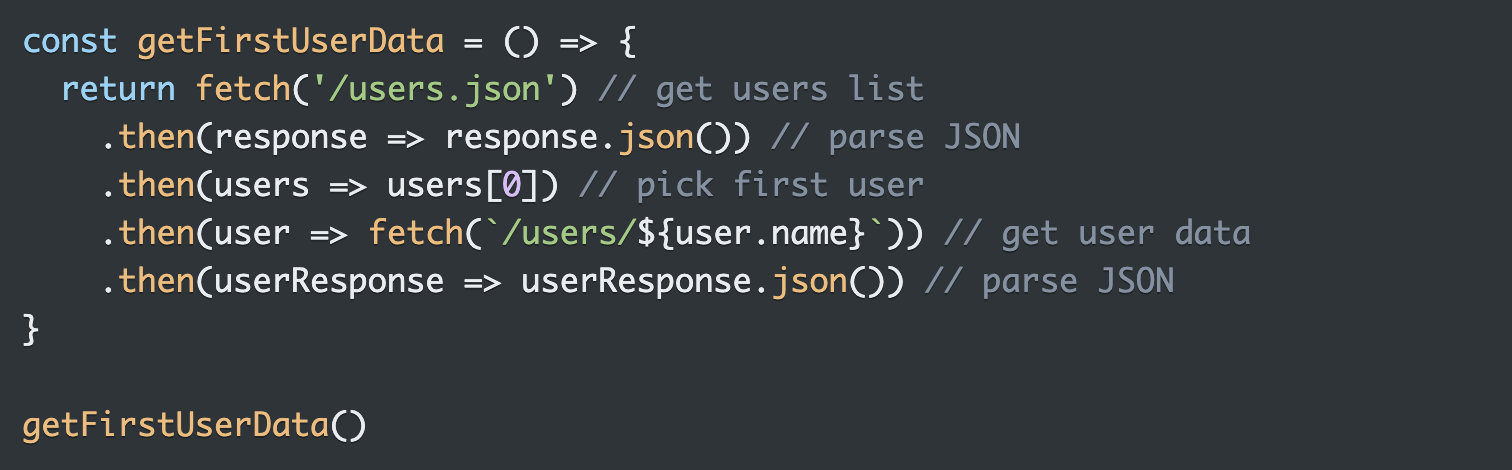 const getFirstUserData = () => {
  return fetch('/users.json') // get users list
    .then(response => response.json()) // parse JSON
    .then(users => users[0]) // pick first user
    .then(user => fetch(`/users/${user.name}`)) // get user data
    .then(userResponse => userResponse.json()) // parse JSON
}

getFirstUserData()